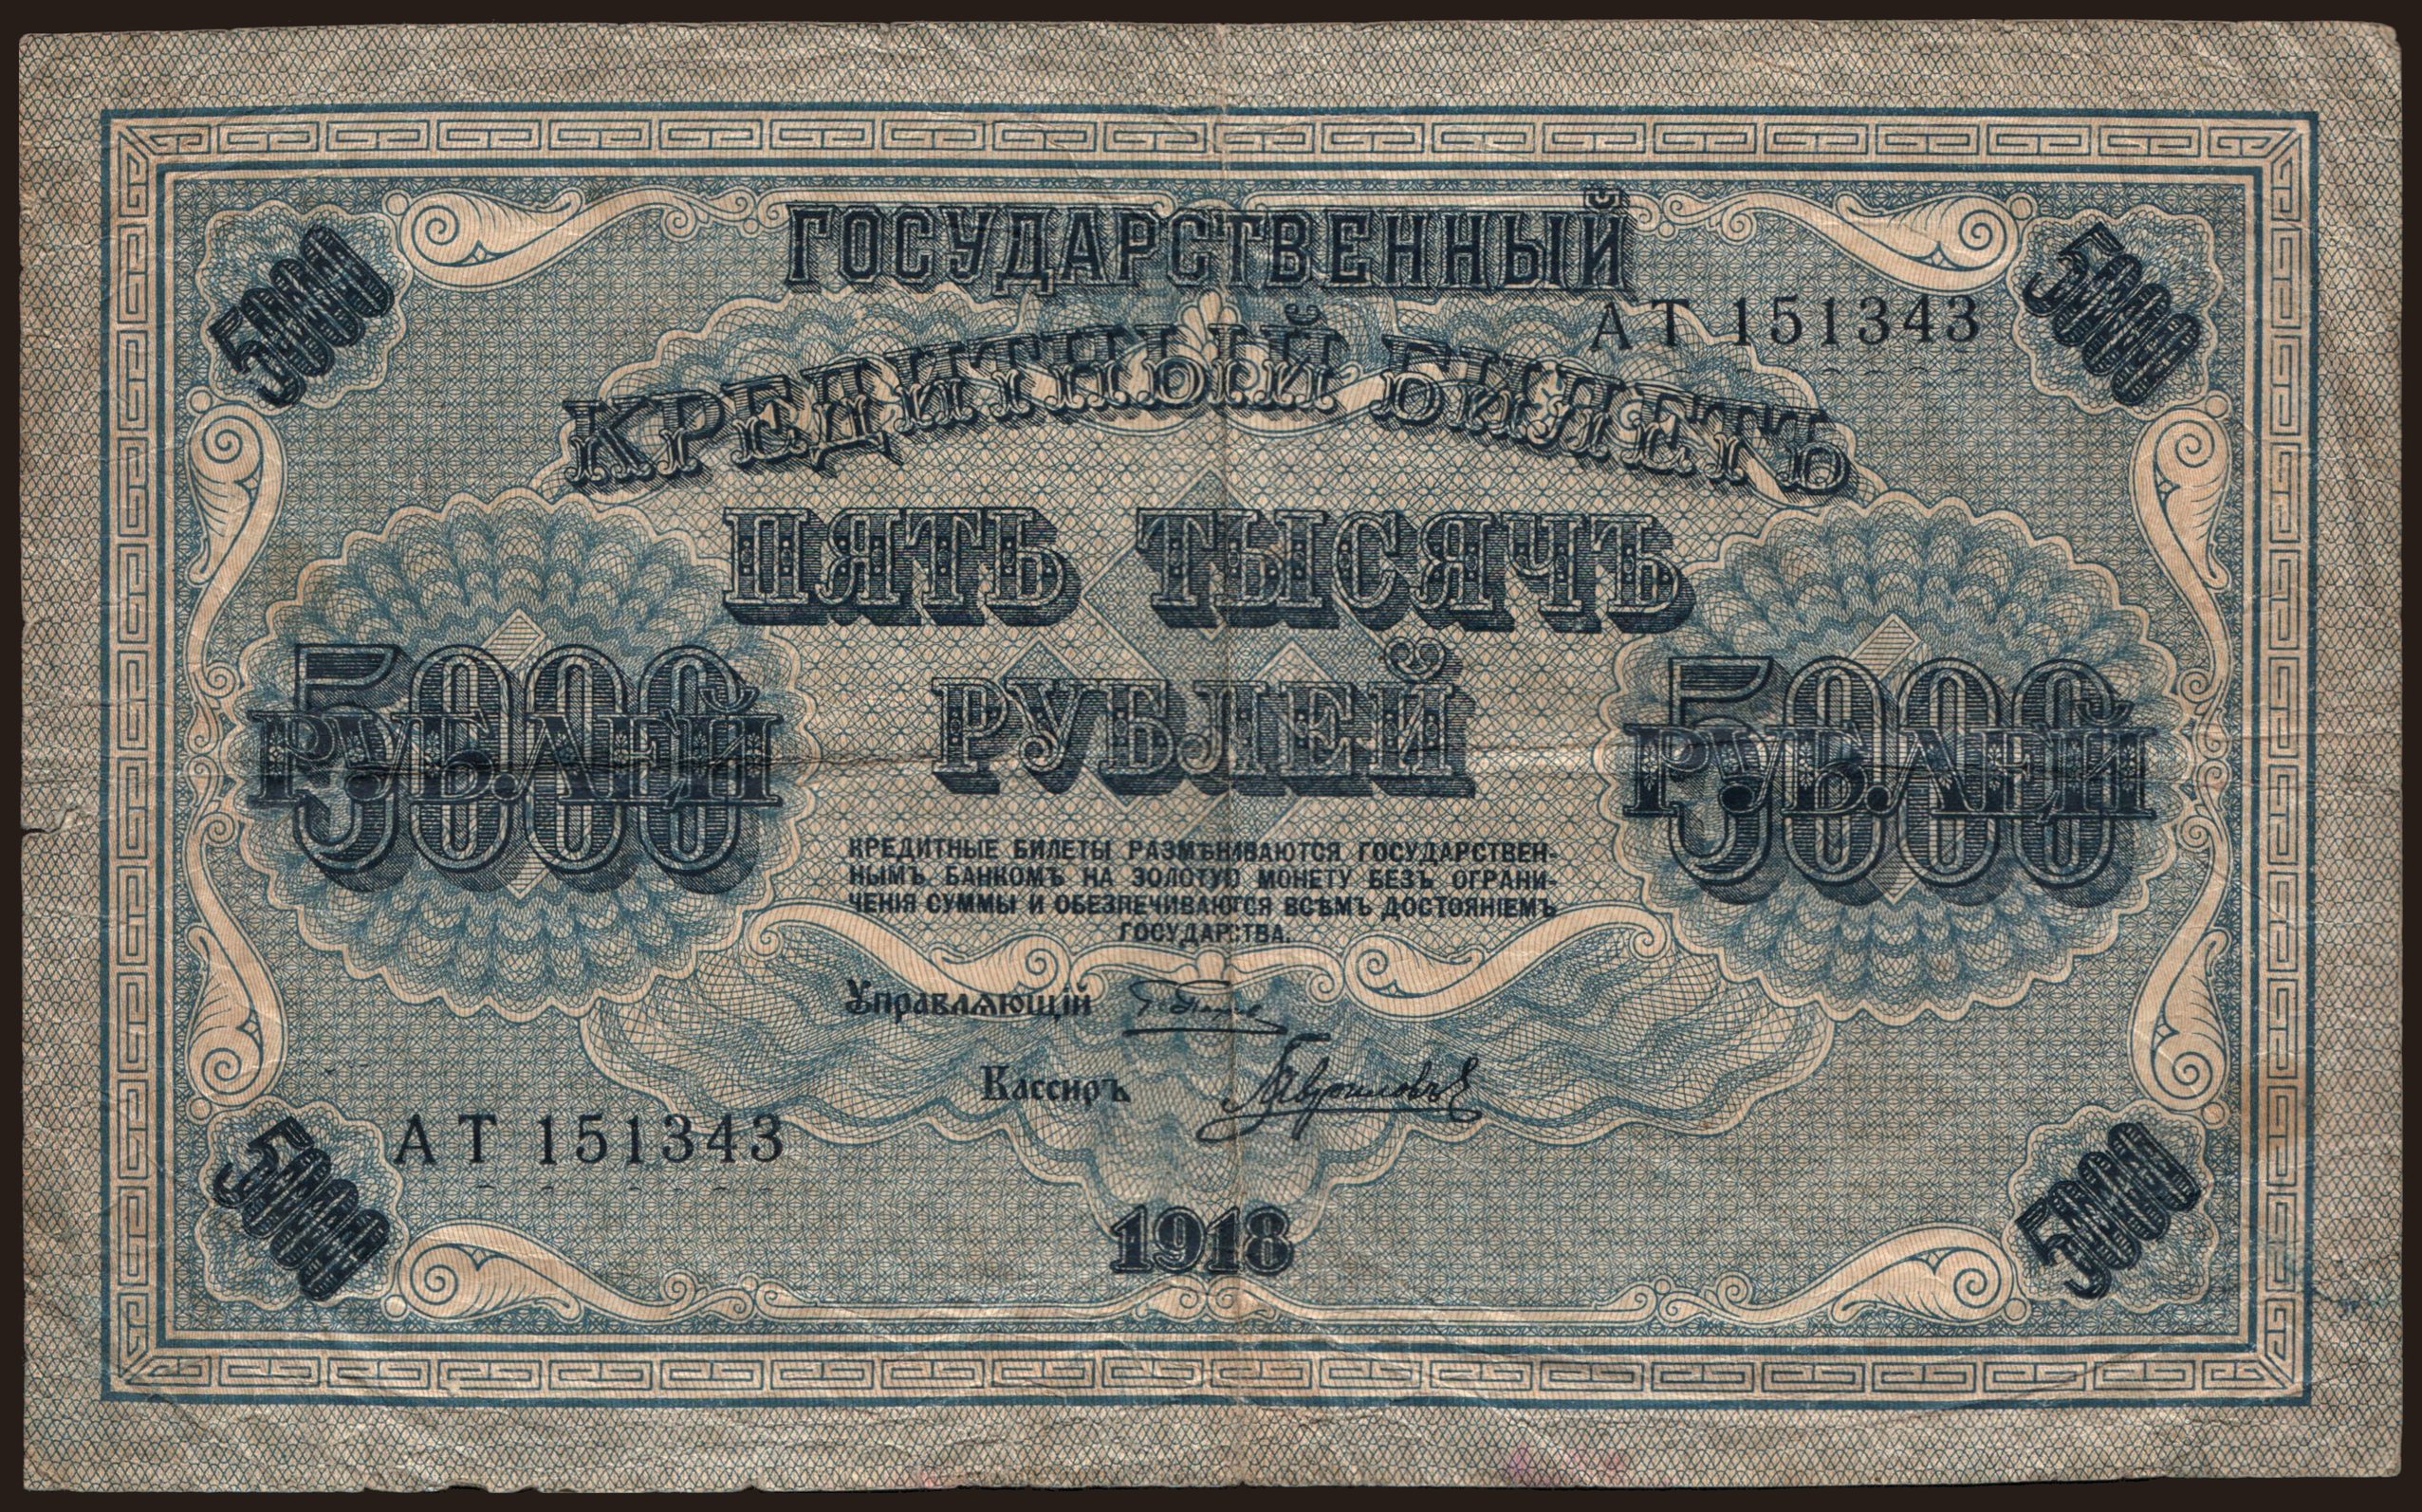 5000 5000
ГОСУДАРСТВЕННЫЙ
АТ 151343
КРЕДИТНЫЙ БИЛЕТЪ
ПЯТЬ ТЫСЯЧЪ
РУБЛЕЙ
5000 РУБЛЕЙ
5000 РУБЛЕЙ
КРЕДИТНЫЕ БИЛЕТЫ РАЗМѢНИВАЮТСЯ ГОСУДАРСТВЕН-
НЫМЪ БАНКОМЪ НА ЗОЛОТУЮ МОНЕТУ БЕЗЪ ОГРАНИ-
ЧЕНІЯ СУММЫ И ОБЕЗПЕЧИВАЮТСЯ ВСѢМЪ ДОСТОЯНІЕМЪ
ГОСУДАРСТВА.
Управляющій
Кассиръ
АТ 151343
5000 5000
1918